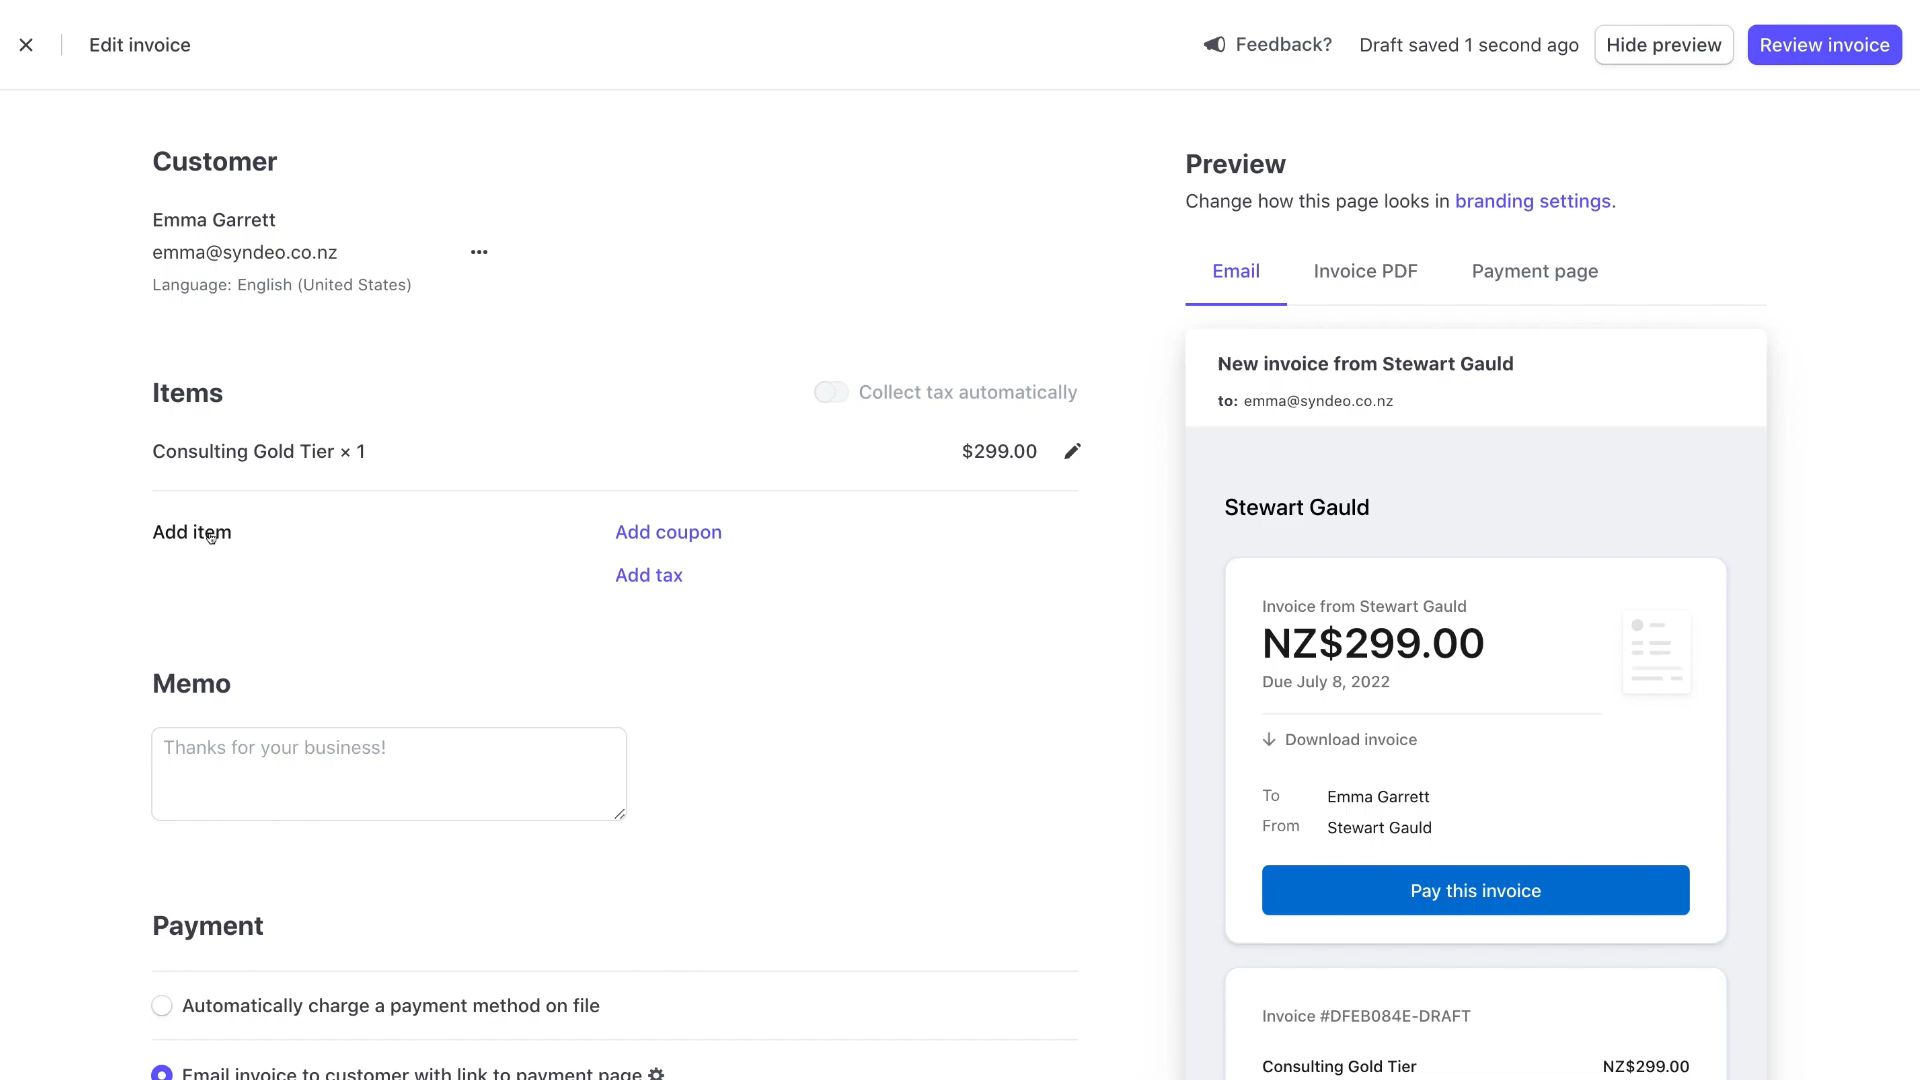 Edit invoice
Feedback?
Draft saved 1 second ago
Hide preview
Review invoice
Customer
Emma Garrett
emma@syndeo.co.nz
Language: English (United States)
Items
Collect tax automatically
Consulting Gold Tier × 1
$299.00
Add item
Add coupon
Add tax
Memo
Thanks for your business!
Payment
Automatically charge a payment method on file
Email invoice to customer with link to payment page
Preview
Change how this page looks in branding settings.
Email
Invoice PDF
Payment page
New invoice from Stewart Gauld
to: emma@syndeo.co.nz
Stewart Gauld
Invoice from Stewart Gauld
NZ$299.00
Due July 8, 2022
Download invoice
To Emma Garrett
From Stewart Gauld
Pay this invoice
Invoice #DFEB084E-DRAFT
Consulting Gold Tier NZ$299.00